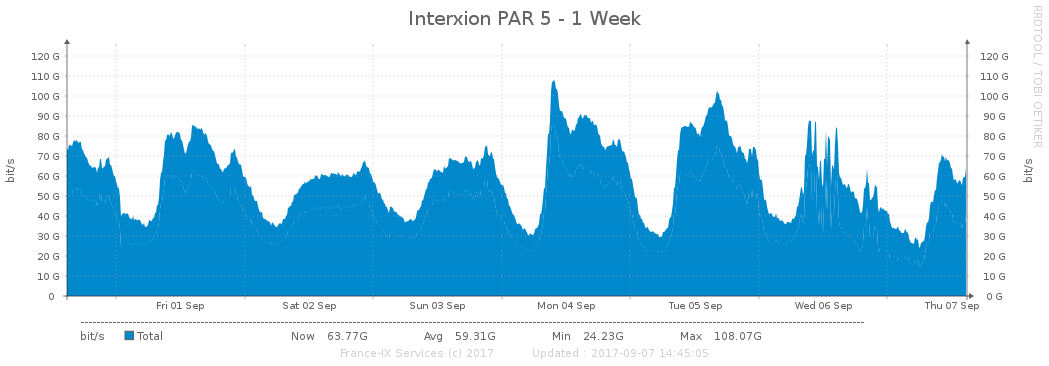 Interxion PAR 5 - 1 Week
RRDTOOL / TOBI OETIKER
bit/s
120 G 120 G
110 G 110 G
100 G 100 G
90 G 90 G
80 G 80 G
70 G 70 G
60 G 60 G
50 G 50 G
40 G 40 G
30 G 30 G
20 G 20 G
10 G 10 G
0 0 G
bit/s
Fri 01 Sep Sat 02 Sep Sun 03 Sep Mon 04 Sep Tue 05 Sep Wed 06 Sep Thu 07 Sep
bit/s Total Now 63.77G Avg 59.31G Min 24.23G Max 108.07G
France-IX Services (c) 2017 Updated : 2017-09-07 14:45:05